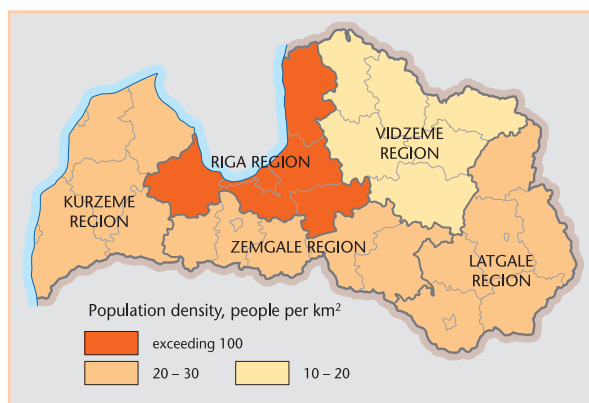 VIDZEME
REGION
RIGA REGION
KURZEME
REGION
ZEMGALE REGION
LATGALE
REGION
Population density, people per km²
exceeding 100
20 – 30
10 – 20